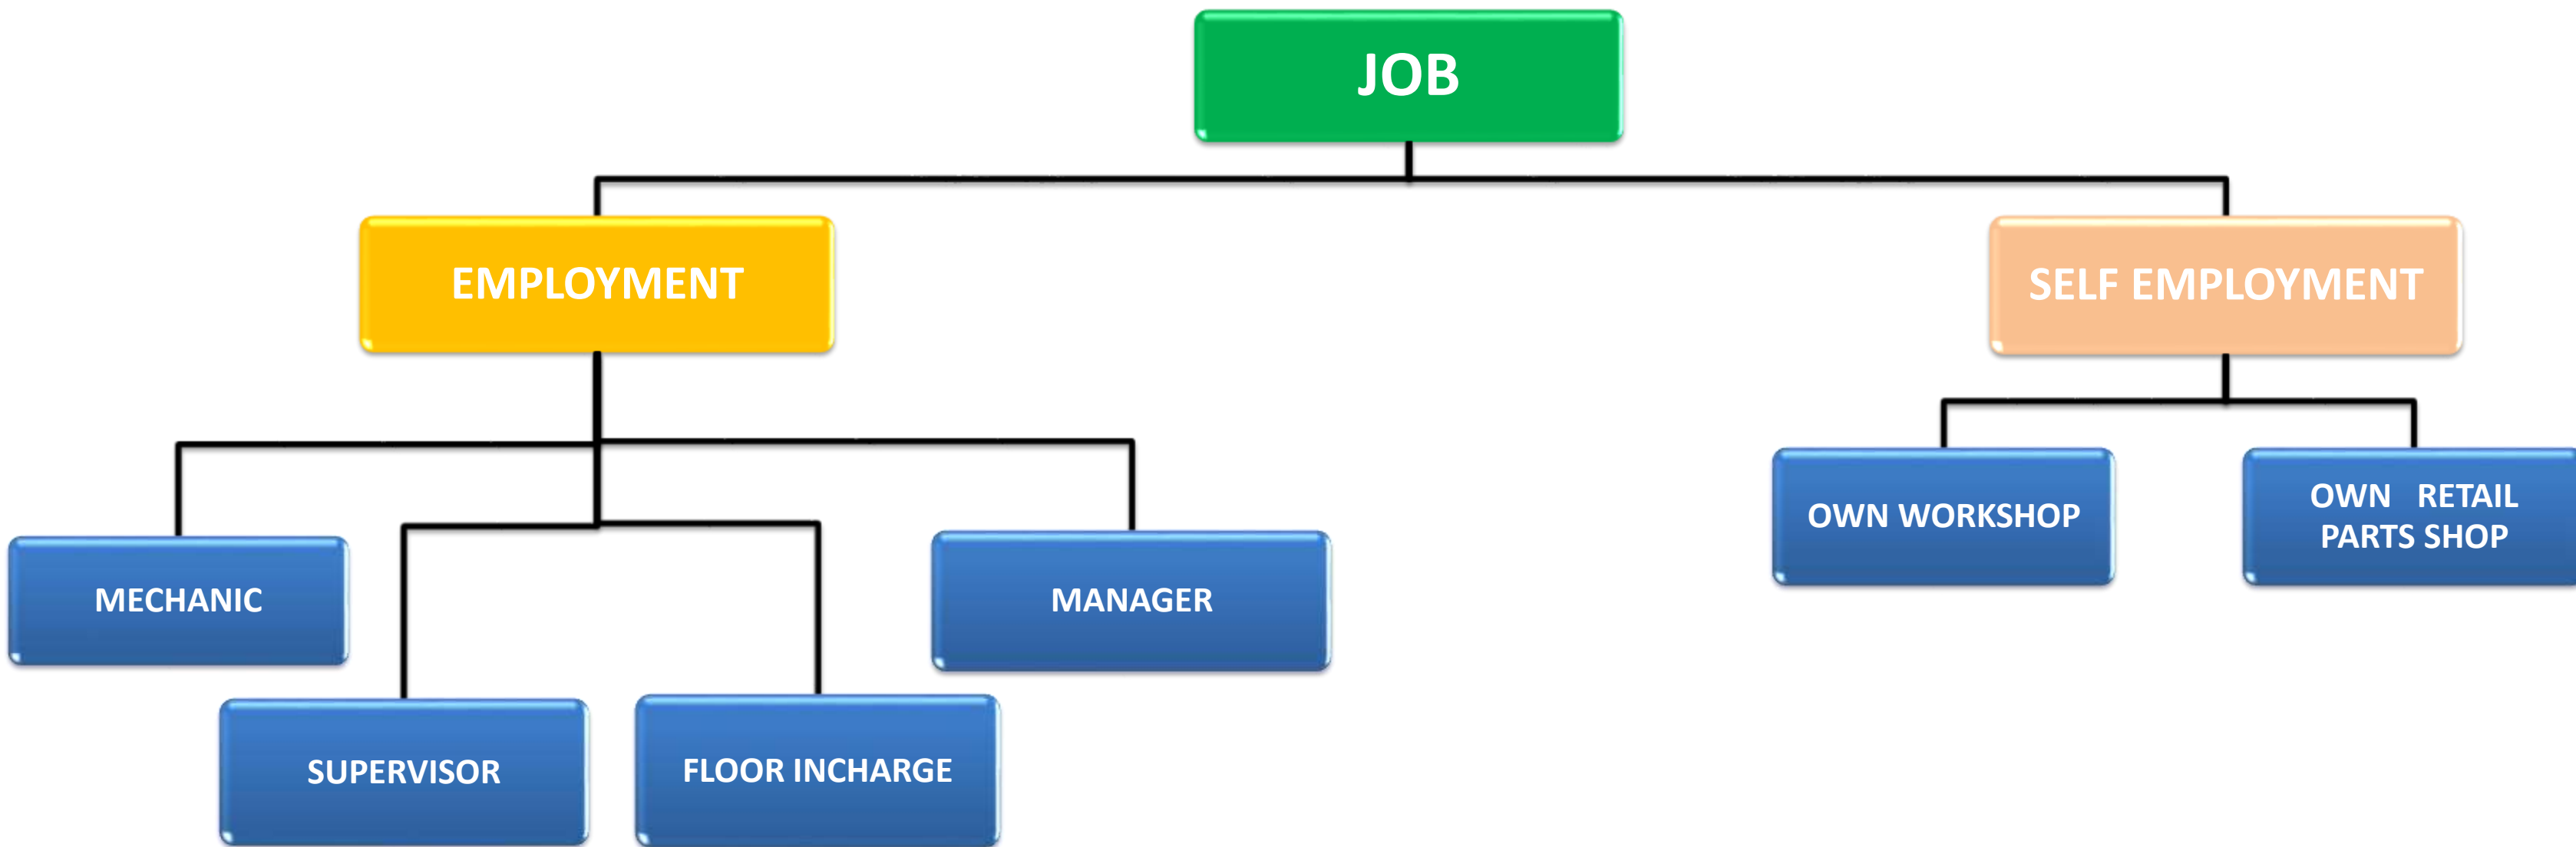 JOB
EMPLOYMENT
SELF EMPLOYMENT
OWN WORKSHOP
OWN RETAIL
PARTS SHOP
MECHANIC
MANAGER
SUPERVISOR
FLOOR INCHARGE